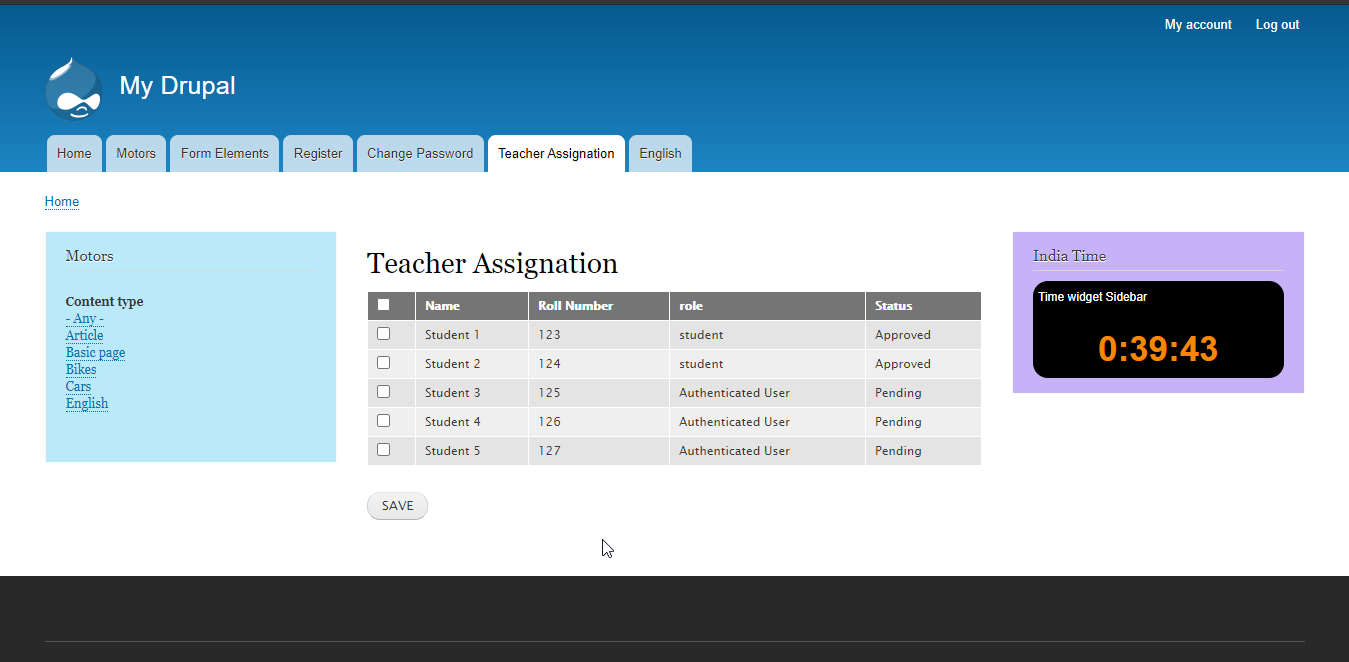 My account Log out
My Drupal
Home Motors Form Elements Register Change Password Teacher Assignation English
Home
Motors
Content type
- Any -
Article
Basic page
Bikes
Cars
English
Teacher Assignation
Name Roll Number role Status
Student 1 123 student Approved
Student 2 124 student Approved
Student 3 125 Authenticated User Pending
Student 4 126 Authenticated User Pending
Student 5 127 Authenticated User Pending
SAVE
India Time
Time widget Sidebar
0:39:43